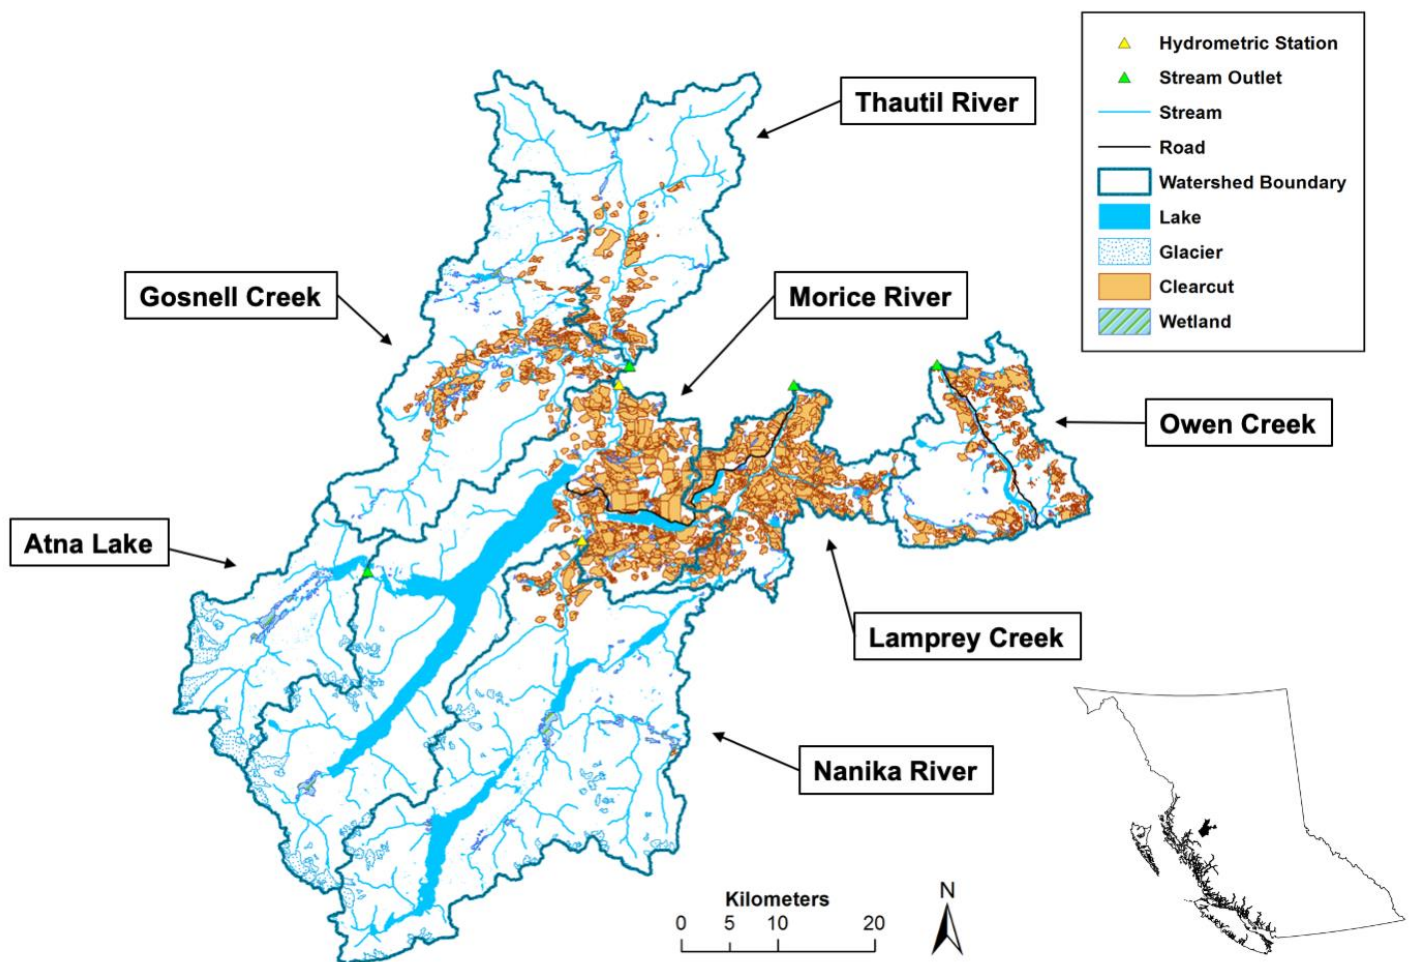 Hydrometric Station
Stream Outlet
Stream
Road
Watershed Boundary
Lake
Glacier
Clearcut
Wetland
Thautil River
Gosnell Creek
Morice River
Owen Creek
Atna Lake
Lamprey Creek
Nanika River
Kilometers
0 5 10 20
N